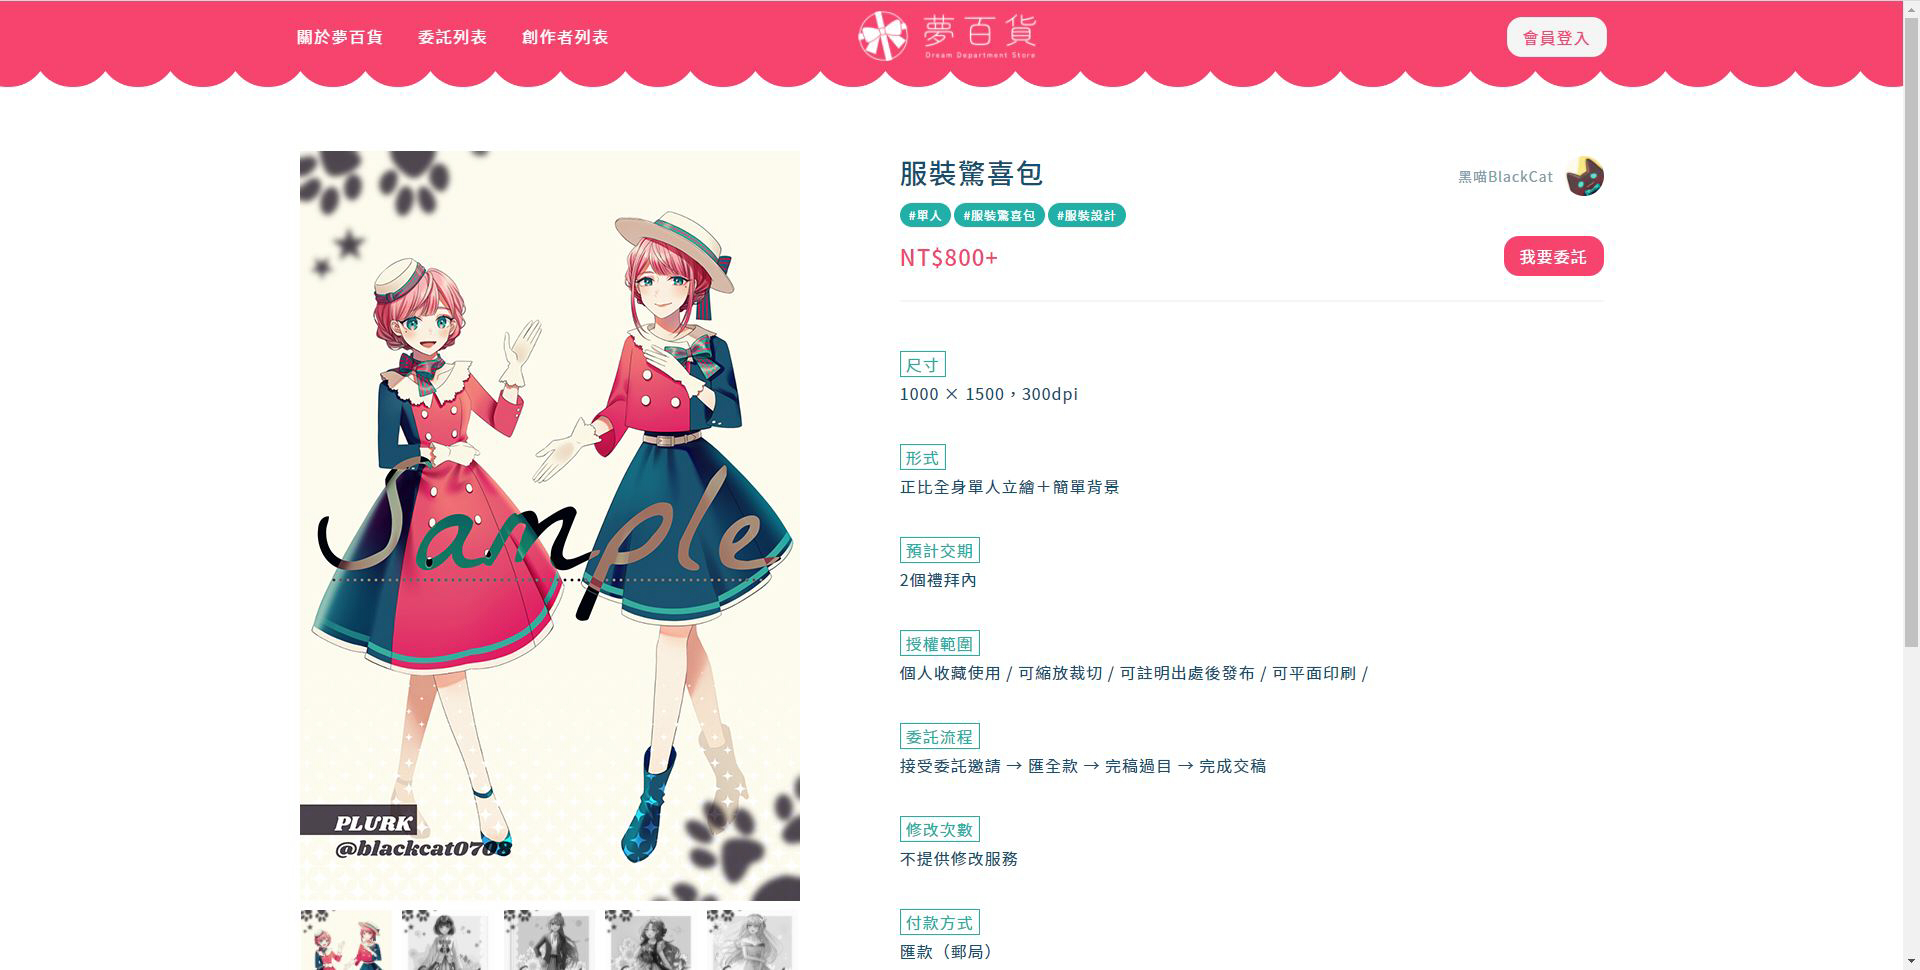 關於夢百貨
委託列表
創作者列表
夢百貨
Dream Department Store
會員登入
Sample
PLURK
@blackcat0708
服裝驚喜包
黑喵BlackCat
#單人
#服裝驚喜包
#服裝設計
NT$800+
我要委託
尺寸
1000 × 1500，300dpi
形式
正比全身單人立繪＋簡單背景
預計交期
2個禮拜內
授權範圍
個人收藏使用 / 可縮放裁切 / 可註明出處後發布 / 可平面印刷 /
委託流程
接受委託邀請 → 匯全款 → 完稿過目 → 完成交稿
修改次數
不提供修改服務
付款方式
匯款（郵局）